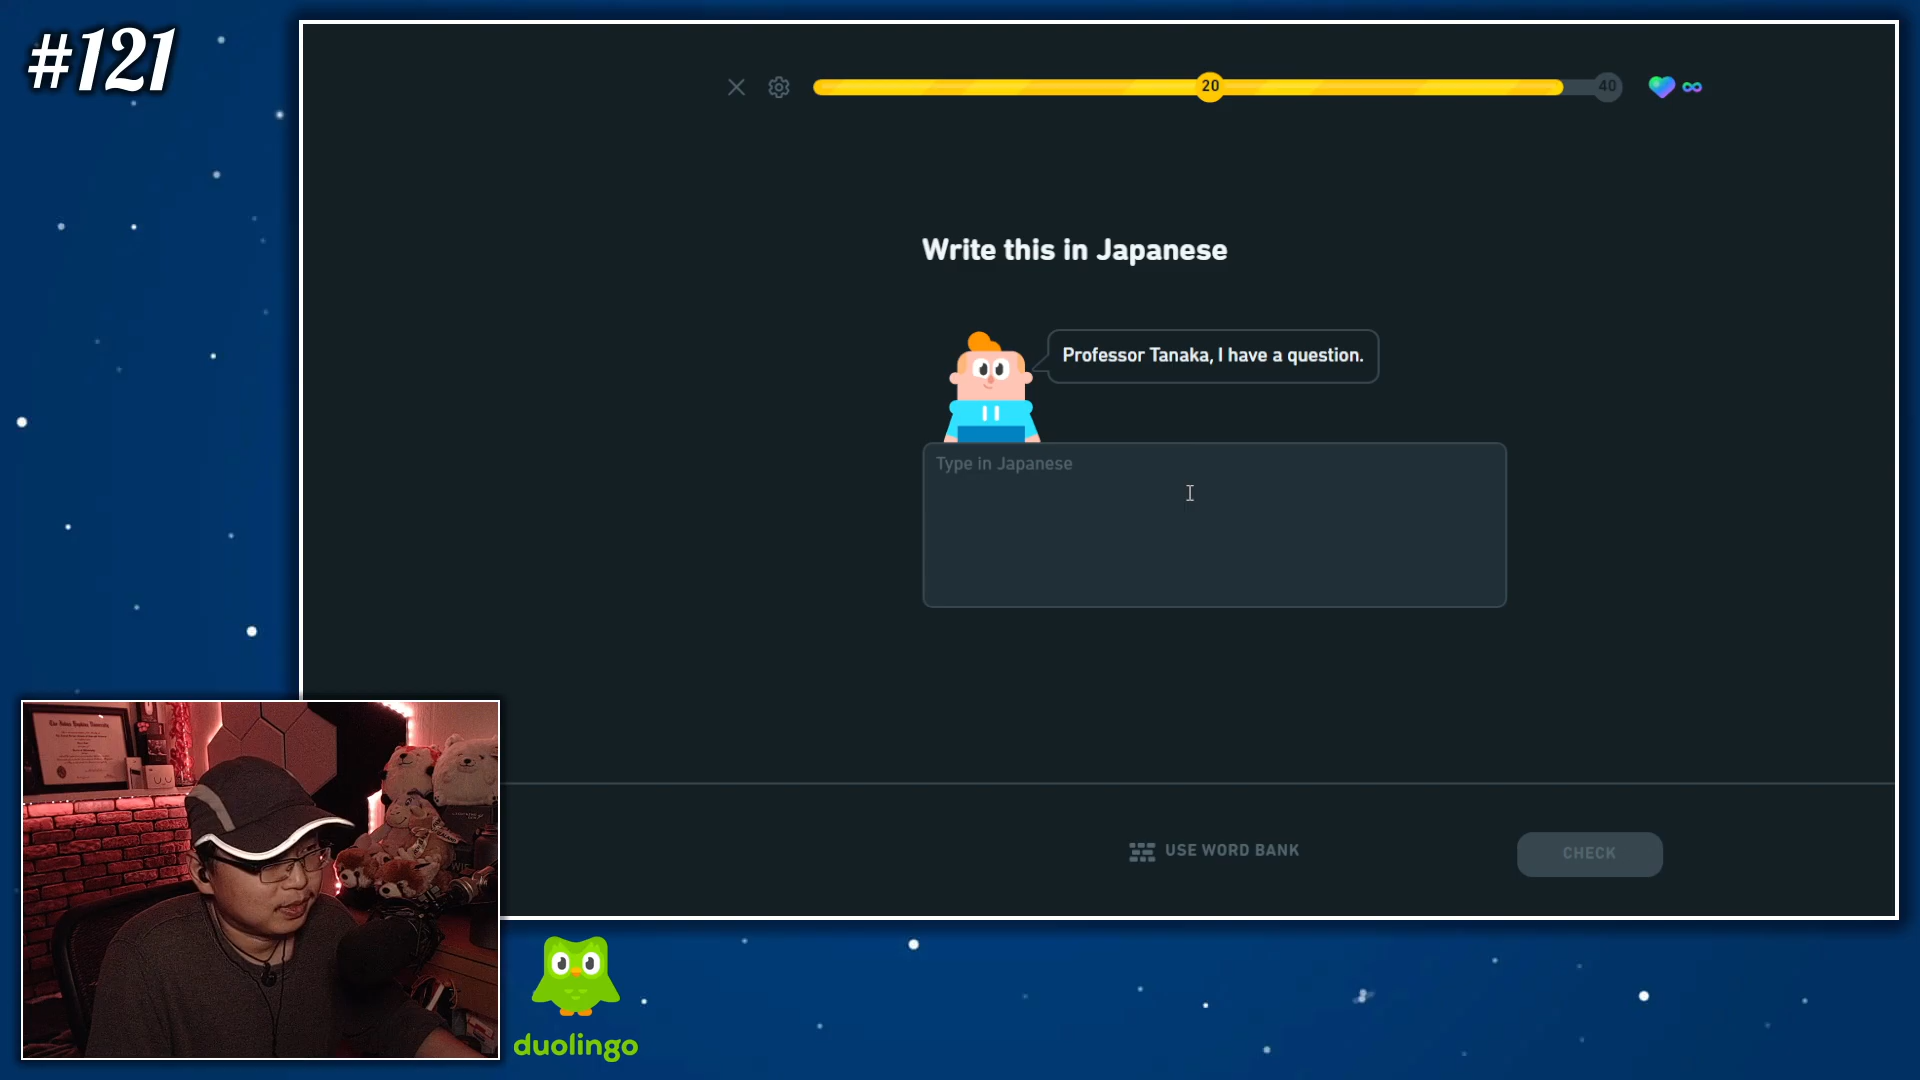 #121
20
40
Write this in Japanese
Professor Tanaka, I have a question.
Type in Japanese
USE WORD BANK
CHECK
duolingo